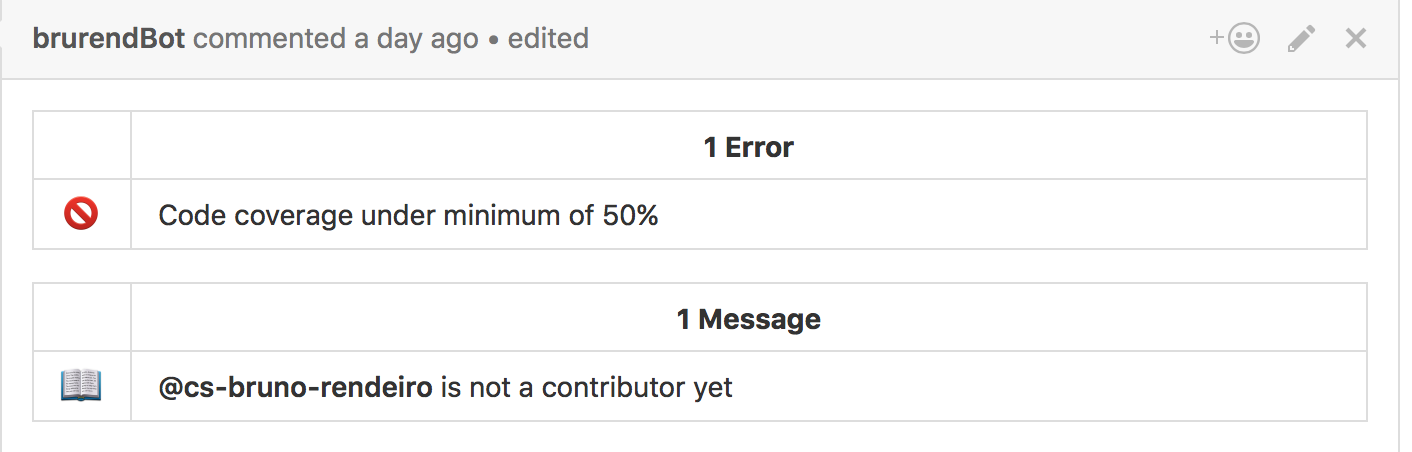 brurendBot commented a day ago • edited
1 Error
Code coverage under minimum of 50%
1 Message
@cs-bruno-rendeiro is not a contributor yet